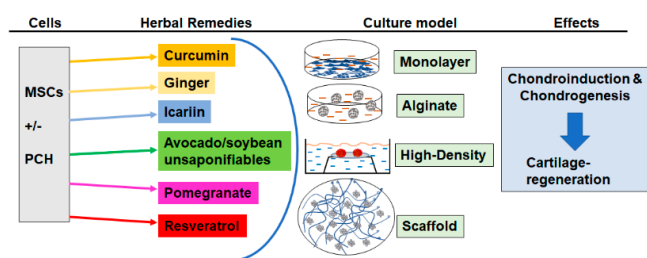 Cells Herbal Remedies Culture model Effects
MSCs
+/-
PCH
Curcumin
Ginger
Icariin
Avocado/soybean
unsaponifiables
Pomegranate
Resveratrol
Monolayer
Alginate
High-Density
Scaffold
Chondroinduction &
Chondrogenesis
Cartilage-
regeneration